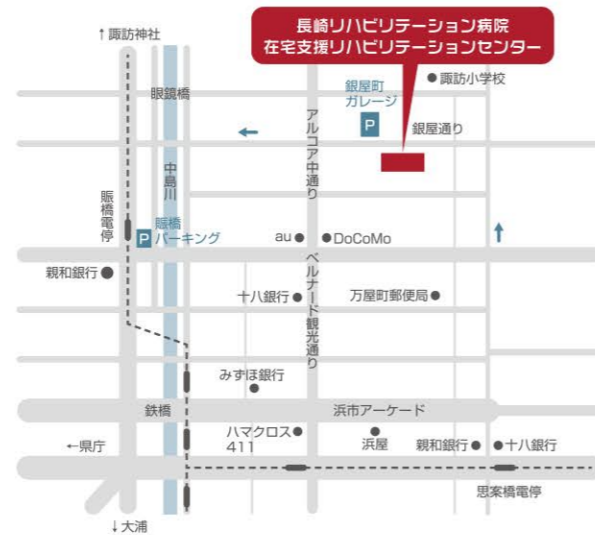 長崎リハビリテーション病院
在宅支援リハビリテーションセンター
↑諏訪神社
諏訪小学校
眼鏡橋
銀屋町
ガレージ
P
銀屋通り
←
アルコア中通り
中島川
賑橋電停
P
賑橋
パーキング
au
DoCoMo
↑
親和銀行
ベルナード観光通り
十八銀行
万屋町郵便局
みずほ銀行
鉄橋
浜市アーケード
←県庁
ハマクロス
411
浜屋
親和銀行
十八銀行
思案橋電停
↓大浦